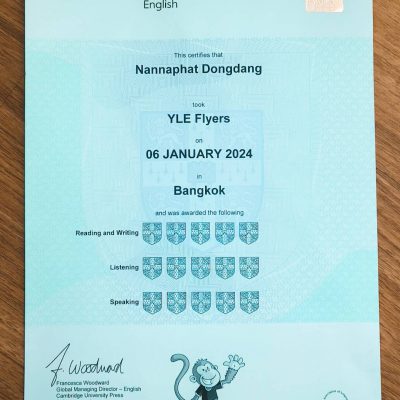 English
This certifies that
Nannaphat Dongdang
took
YLE Flyers
on
06 JANUARY 2024
in
Bangkok
and was awarded the following
Reading and Writing
Listening
Speaking
F. Woodward
Francesca Woodward
Global Managing Director – English
Cambridge University Press